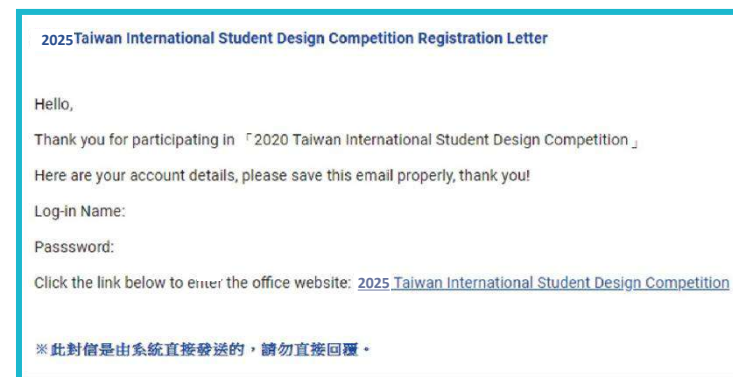 2025Taiwan International Student Design Competition Registration Letter
Hello,
Thank you for participating in 「2020 Taiwan International Student Design Competition」
Here are your account details, please save this email properly, thank you!
Log-in Name:
Passsword:
Click the link below to enter the office website: 2025 Taiwan International Student Design Competition
※此封信是由系統直接發送的，請勿直接回覆。